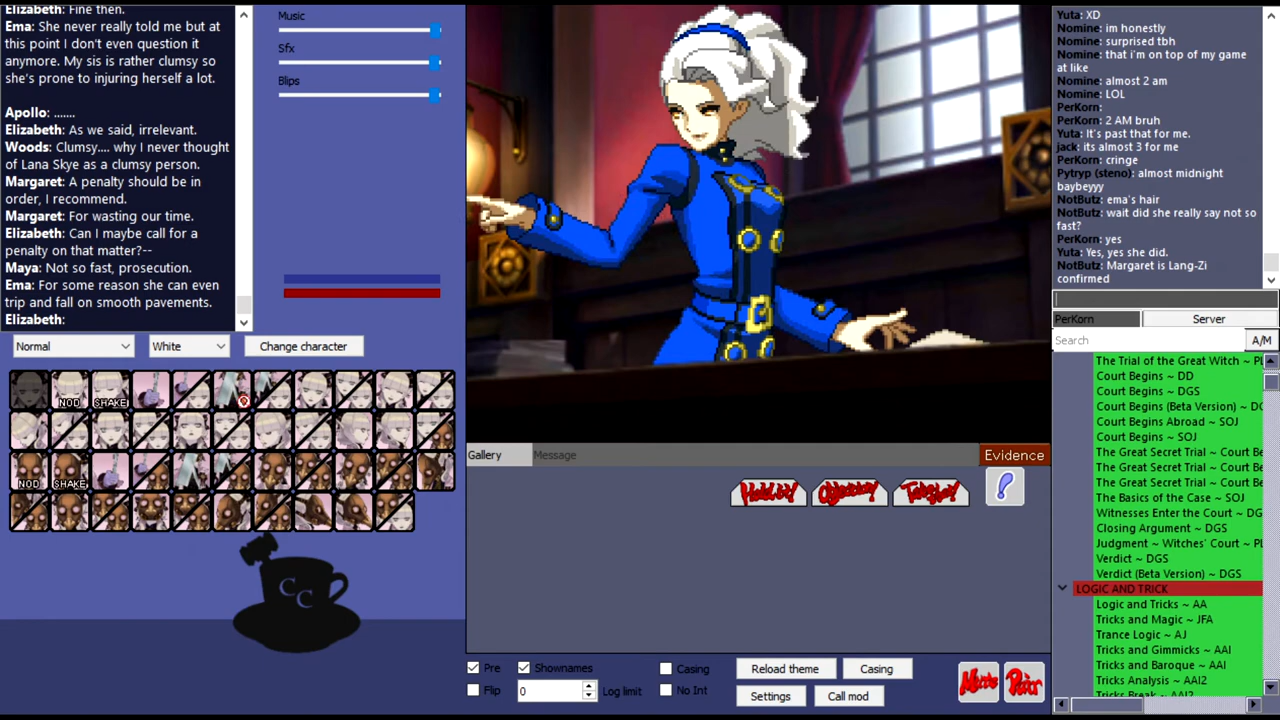 Elizabeth: Fine then.
Ema: She never really told me but at
this point I don't even question it
anymore. My sis is rather clumsy so
she's prone to injuring herself a lot.
Apollo: .......
Elizabeth: As we said, irrelevant.
Woods: Clumsy.... why I never thought
of Lana Skye as a clumsy person.
Margaret: A penalty should be in
order, I recommend.
Margaret: For wasting our time.
Elizabeth: Can I maybe call for a
penalty on that matter?--
Maya: Not so fast, prosecution.
Ema: For some reason she can even
trip and fall on smooth pavements.
Elizabeth:
Normal
White
Change character
NOD
SHAKE
NOD
SHAKE
CC
Music
Sfx
Blips
Gallery
Message
Evidence
Hold it!
Objection!
Take that!
Pre
Shownames
Casing
Reload theme
Casing
Flip
0
Log limit
No Int
Settings
Call mod
Pair
Yuta: XD
Nomine: im honestly
Nomine: surprised tbh
Nomine: that i'm on top of my game
at like
Nomine: almost 2 am
Nomine: LOL
PerKorn:
PerKorn: 2 AM bruh
Yuta: It's past that for me.
jack: its almost 3 for me
PerKorn: cringe
Pytryp (steno): almost midnight
baybeyyy
NotButz: ema's hair
NotButz: wait did she really say not so
fast?
PerKorn: yes
Yuta: Yes, yes she did.
NotButz: Margaret is Lang-Zi
confirmed
PerKorn
Server
Search
A/M
The Trial of the Great Witch ~ PL
Court Begins ~ DD
Court Begins ~ DGS
Court Begins (Beta Version) ~ DG
Court Begins Abroad ~ SOJ
Court Begins ~ SOJ
The Great Secret Trial ~ Court Be
The Great Secret Trial ~ Court Be
The Great Secret Trial ~ Court Be
The Basics of the Case ~ SOJ
Witnesses Enter the Court ~ DG
Closing Argument ~ DGS
Judgment ~ Witches' Court ~ PL
Verdict ~ DGS
Verdict (Beta Version) ~ DGS
LOGIC AND TRICK
Logic and Tricks ~ AA
Tricks and Magic ~ JFA
Trance Logic ~ AJ
Tricks and Gimmicks ~ AAI
Tricks and Baroque ~ AAI
Tricks Analysis ~ AAI2
Tricks Break ~ AAI2